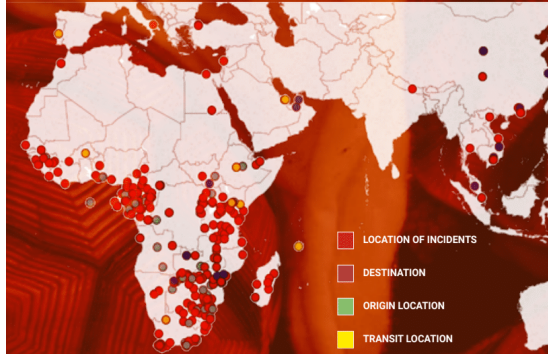 LOCATION OF INCIDENTS
DESTINATION
ORIGIN LOCATION
TRANSIT LOCATION